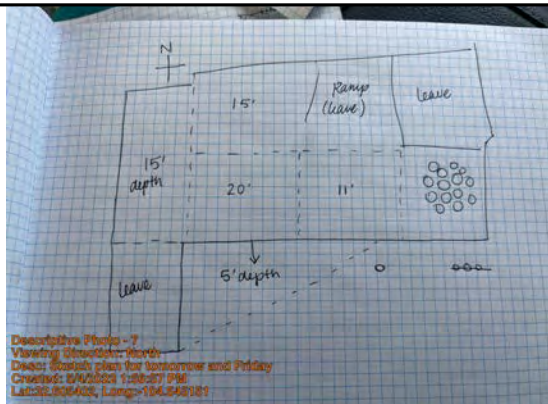 N
15'
Ramp
(leave)
leave
15'
depth
20'
11'
leave
5' depth
Descriptive Photo - 7
Viewing Direction: North
Desc: Sketch plan for tomorrow and Friday
Created: